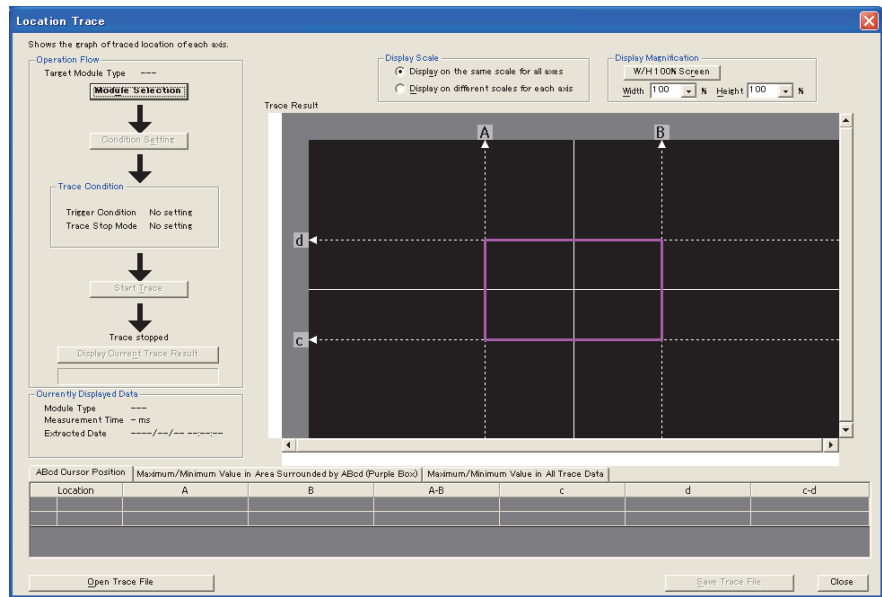 Location Trace
Shows the graph of traced location of each axis.
Operation Flow
Target Module Type ---
Module Selection
Condition Setting
Trace Condition
Trigger Condition No setting
Trace Stop Mode No setting
Start Trace
Trace stopped
Display Current Trace Result
Currently Displayed Data
Module Type ---
Measurement Time - ms
Extracted Date ----/--/-- --:--:--
Display Scale
Display on the same scale for all axes
Display on different scales for each axis
Display Magnification
W/H 100% Screen
Width 100 % Height 100 %
Trace Result
A B
d
c
ABcd Cursor Position Maximum/Minimum Value in Area Surrounded by ABcd (Purple Box) Maximum/Minimum Value in All Trace Data
Location A B A-B c d c-d
Open Trace File Save Trace File Close